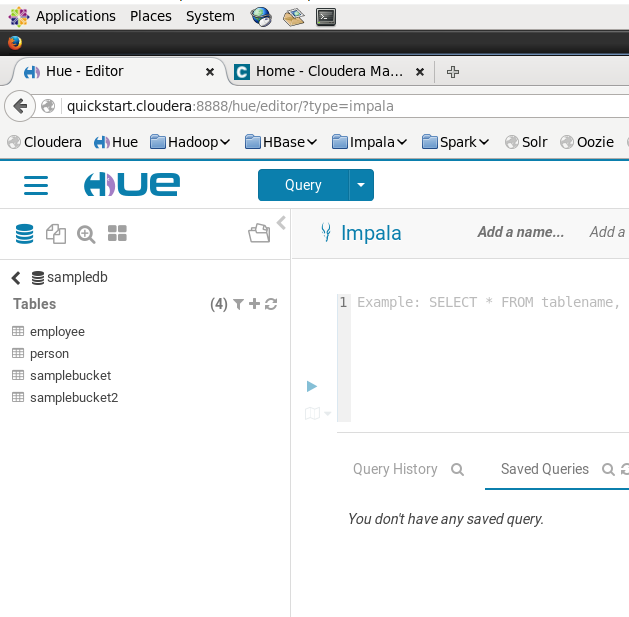 Applications Places System
Hue - Editor × Home - Cloudera Ma... ×
quickstart.cloudera:8888/hue/editor/?type=impala
Cloudera Hue Hadoop HBase Impala Spark Solr Oozie
HUE Query
Impala Add a name... Add a
sampledb
Tables (4)
1 Example: SELECT * FROM tablename,
employee
person
samplebucket
samplebucket2
Query History Saved Queries
You don't have any saved query.